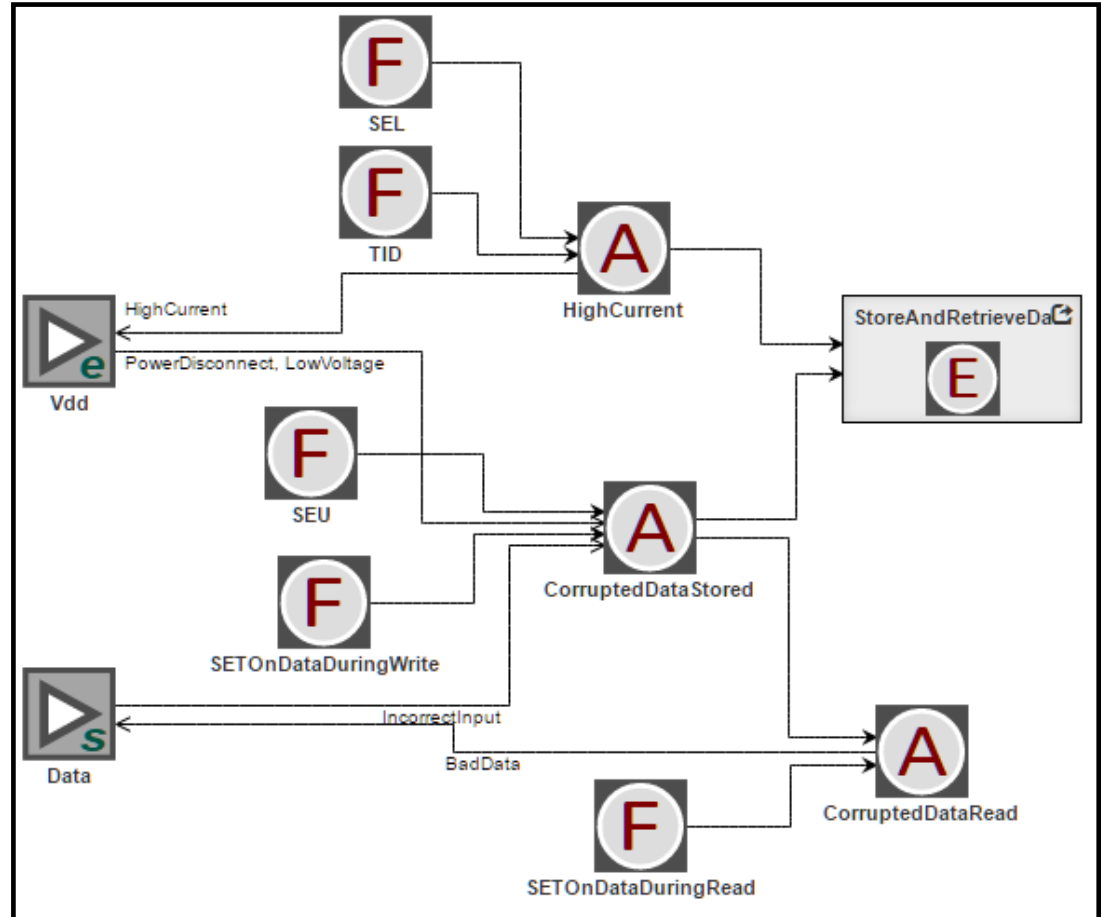 F
SEL
F
TID
A
HighCurrent
HighCurrent
e
PowerDisconnect, LowVoltage
Vdd
StoreAndRetrieveDa
E
F
SEU
A
CorruptedDataStored
F
SETOnDataDuringWrite
s
Data
IncorrectInput
BadData
A
CorruptedDataRead
F
SETOnDataDuringRead